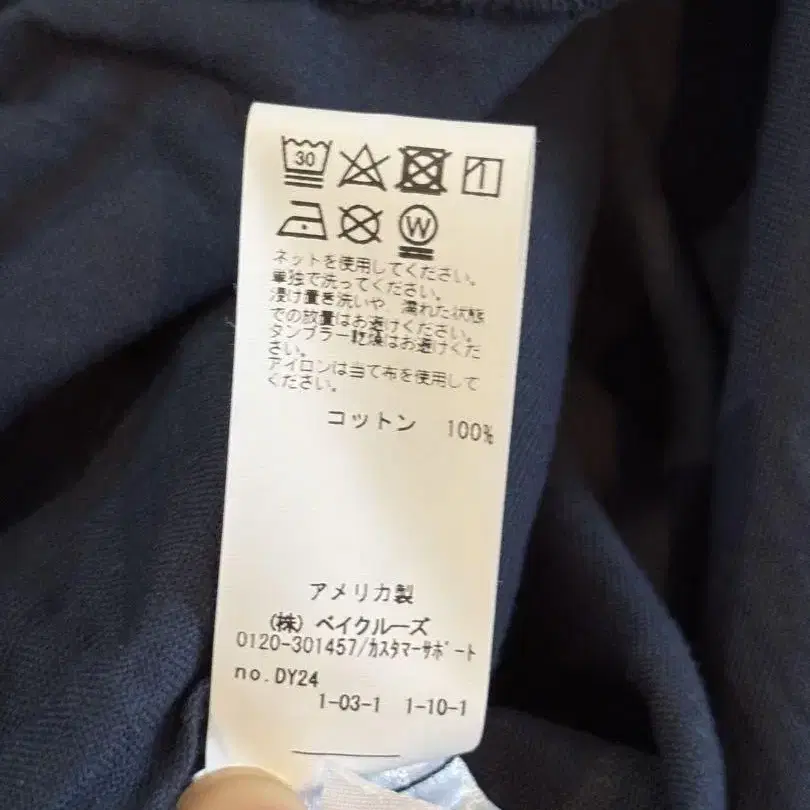 30
W
ネットを使用してください。
単独で洗ってください。
浸け置き洗いや 濡れた状態
での放置はお避けください。
タンブラー乾燥はお避けくだ
さい。
アイロンは当て布を使用して
ください。
コットン 100%
アメリカ製
(株) ベイクルーズ
0120-301457/カスタマーサポート
no.DY24
1-03-1 1-10-1